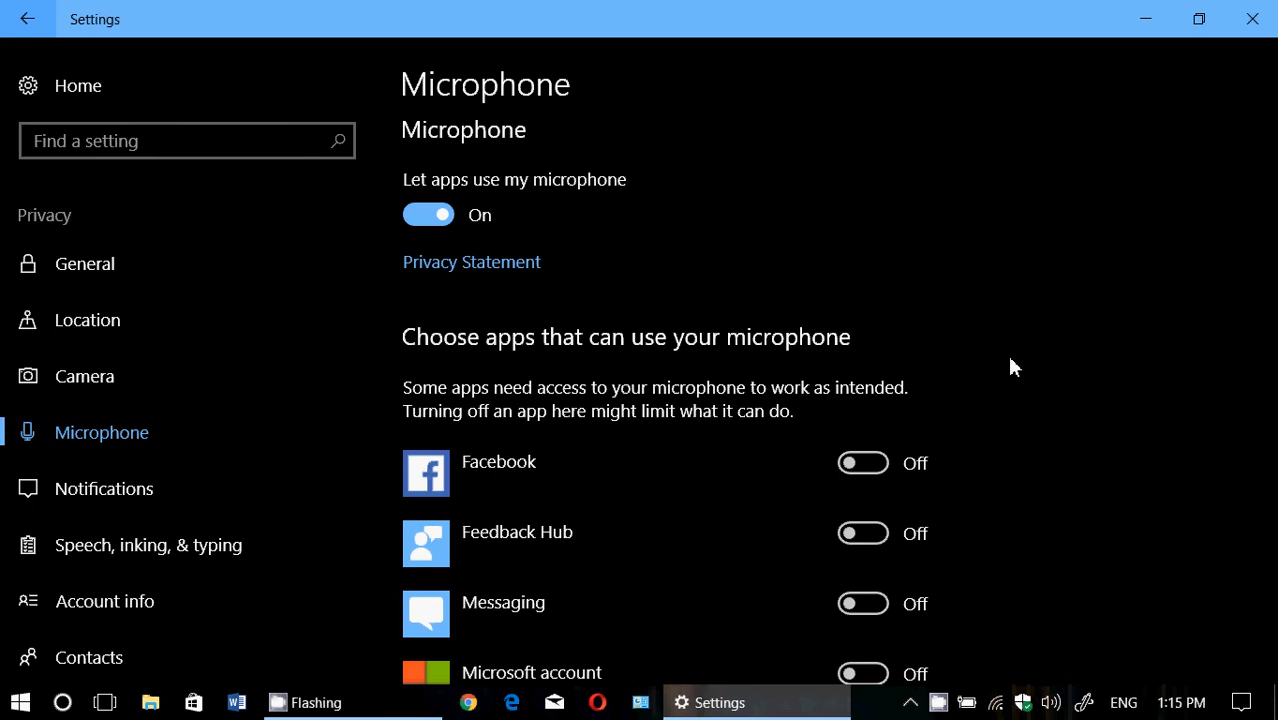 Settings
Home
Find a setting
Privacy
General
Location
Camera
Microphone
Notifications
Speech, inking, & typing
Account info
Contacts
Microphone
Microphone
Let apps use my microphone
On
Privacy Statement
Choose apps that can use your microphone
Some apps need access to your microphone to work as intended.
Turning off an app here might limit what it can do.
Facebook Off
Feedback Hub Off
Messaging Off
Microsoft account Off
Flashing Settings ENG 1:15 PM